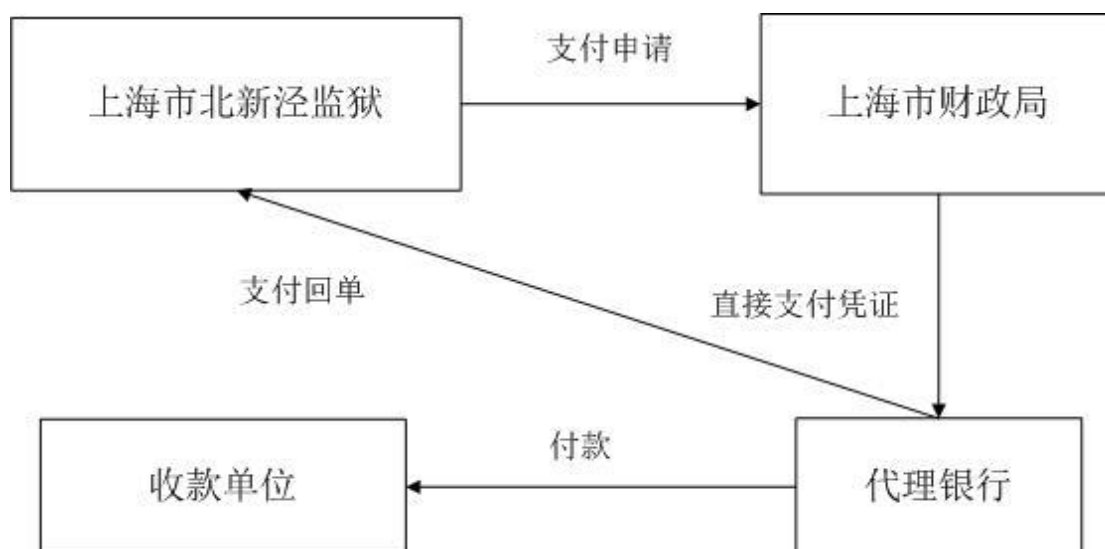 支付申请
上海市北新泾监狱
上海市财政局
支付回单
直接支付凭证
付款
收款单位
代理银行